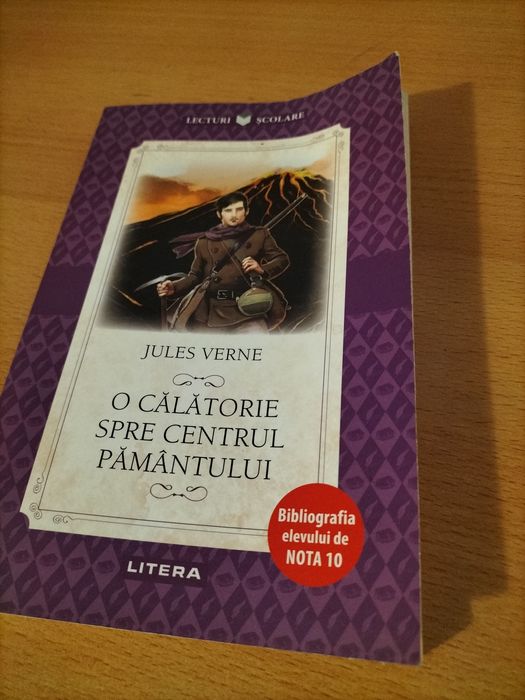 LECTURI ȘCOLARE
JULES VERNE
O CĂLĂTORIE
SPRE CENTRUL
PĂMÂNTULUI
Bibliografia
elevului de
NOTA 10
LITERA